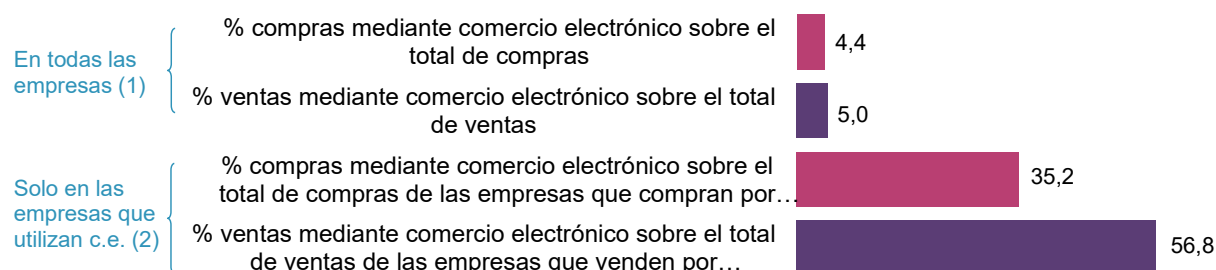 En todas las
empresas (1)
% compras mediante comercio electrónico sobre el
total de compras
4,4
% ventas mediante comercio electrónico sobre el total
de ventas
5,0
Solo en las
empresas que
utilizan c.e. (2)
% compras mediante comercio electrónico sobre el
total de compras de las empresas que compran por…
35,2
% ventas mediante comercio electrónico sobre el total
de ventas de las empresas que venden por…
56,8